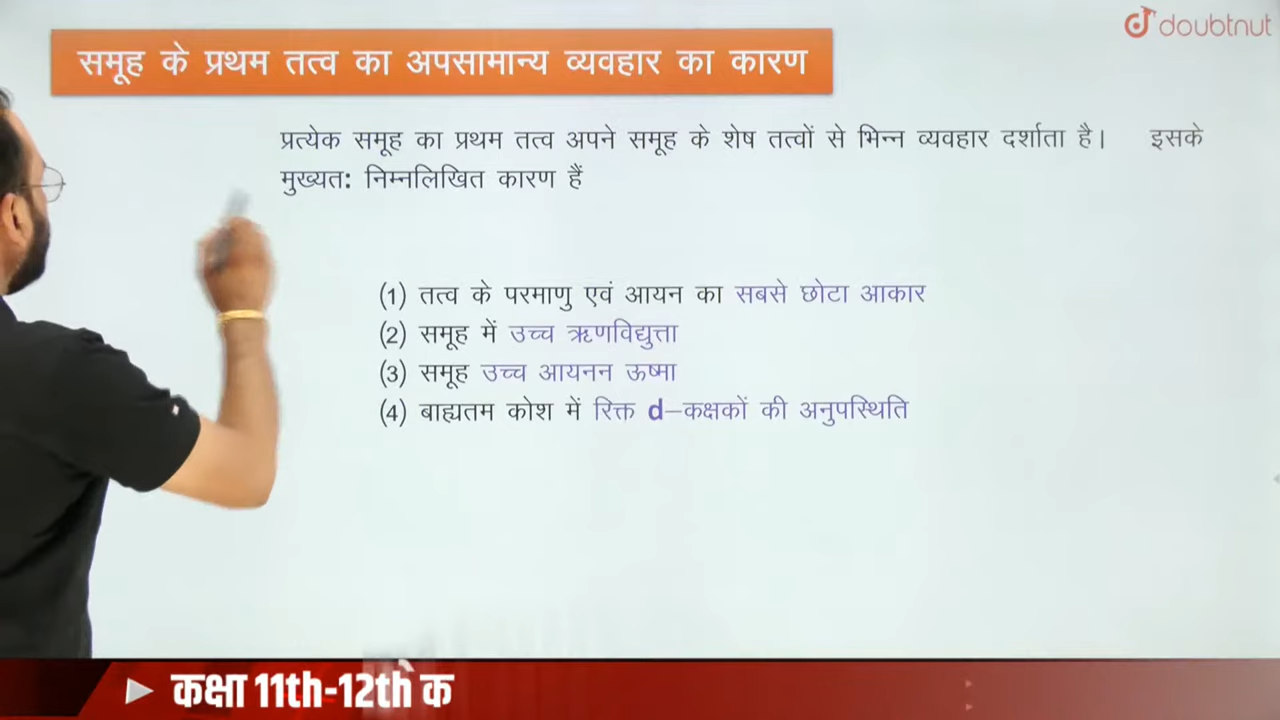 doubtnut
समूह के प्रथम तत्व का अपसामान्य व्यवहार का कारण
प्रत्येक समूह का प्रथम तत्व अपने समूह के शेष तत्वों से भिन्न व्यवहार दर्शाता है। इसके
मुख्यत: निम्नलिखित कारण हैं
(1) तत्व के परमाणु एवं आयन का सबसे छोटा आकार
(2) समूह में उच्च ऋणविद्युत्ता
(3) समूह उच्च आयनन ऊष्मा
(4) बाह्यतम कोश में रिक्त d–कक्षकों की अनुपस्थिति
कक्षा 11th-12th क